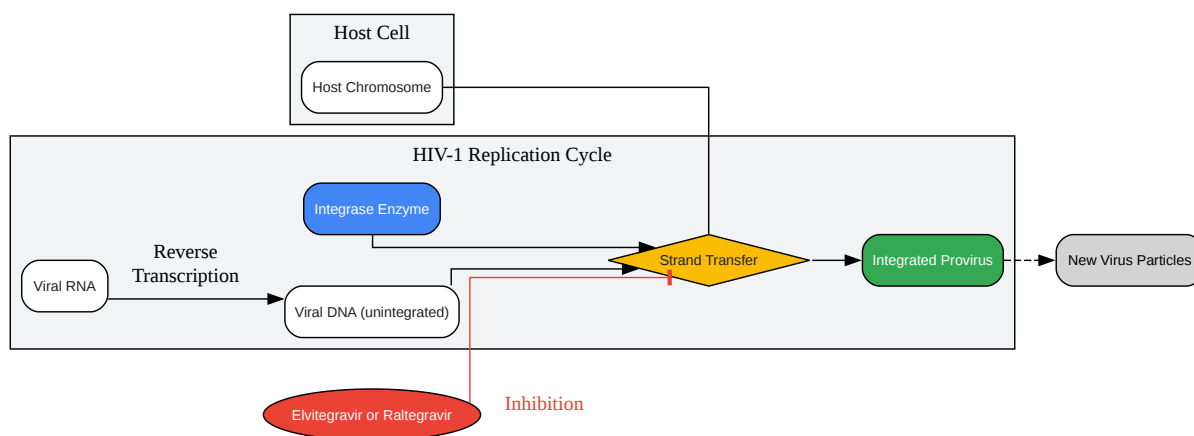 Host Cell
Host Chromosome
HIV-1 Replication Cycle
Integrase Enzyme
Reverse
Transcription
Strand Transfer
Integrated Provirus
New Virus Particles
Viral RNA
Viral DNA (unintegrated)
Elvitegravir or Raltegravir
Inhibition